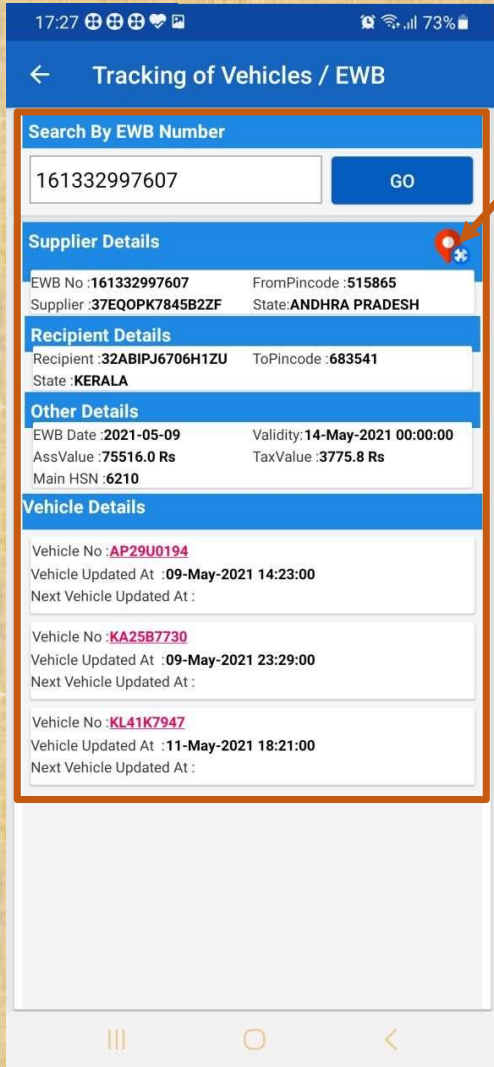 17:27 73%
Tracking of Vehicles / EWB
Search By EWB Number
161332997607 GO
Supplier Details
EWB No :161332997607 FromPincode :515865
Supplier :37EQOPK7845B2ZF State:ANDHRA PRADESH
Recipient Details
Recipient :32ABIPJ6706H1ZU ToPincode :683541
State :KERALA
Other Details
EWB Date :2021-05-09 Validity: 14-May-2021 00:00:00
AssValue :75516.0 Rs TaxValue :3775.8 Rs
Main HSN :6210
Vehicle Details
Vehicle No :AP29U0194
Vehicle Updated At :09-May-2021 14:23:00
Next Vehicle Updated At :
Vehicle No :KA25B7730
Vehicle Updated At :09-May-2021 23:29:00
Next Vehicle Updated At :
Vehicle No :KL41K7947
Vehicle Updated At :11-May-2021 18:21:00
Next Vehicle Updated At :